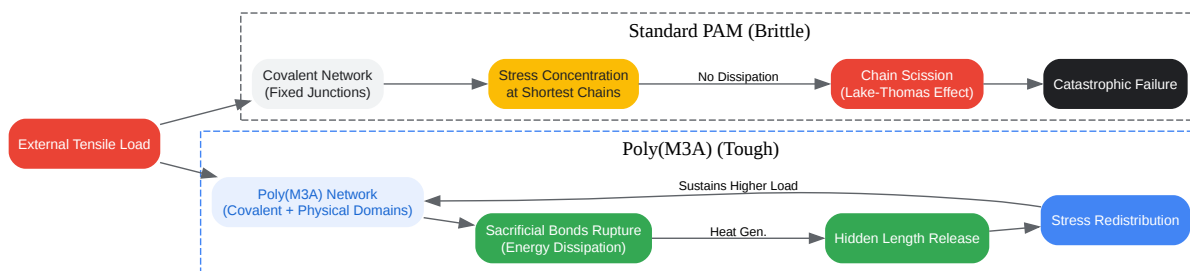 Standard PAM (Brittle)
Covalent Network
(Fixed Junctions)
Stress Concentration
at Shortest Chains
No Dissipation
Chain Scission
(Lake-Thomas Effect)
Catastrophic Failure
External Tensile Load
Poly(M3A) (Tough)
Poly(M3A) Network
(Covalent + Physical Domains)
Sustains Higher Load
Sacrificial Bonds Rupture
(Energy Dissipation)
Heat Gen.
Hidden Length Release
Stress Redistribution